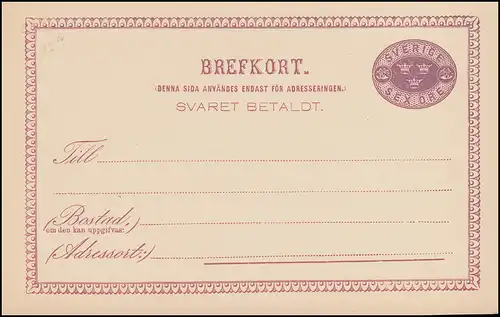 BREFKORT.
SVERIGE
SEX ÖRE
(DENNA SIDA ANVÄNDES ENDAST FÖR ADRESSERINGEN.)
SVARET BETALDT.
Till
(Bostad,
om den kan uppgifvas:)
(Adressort:)